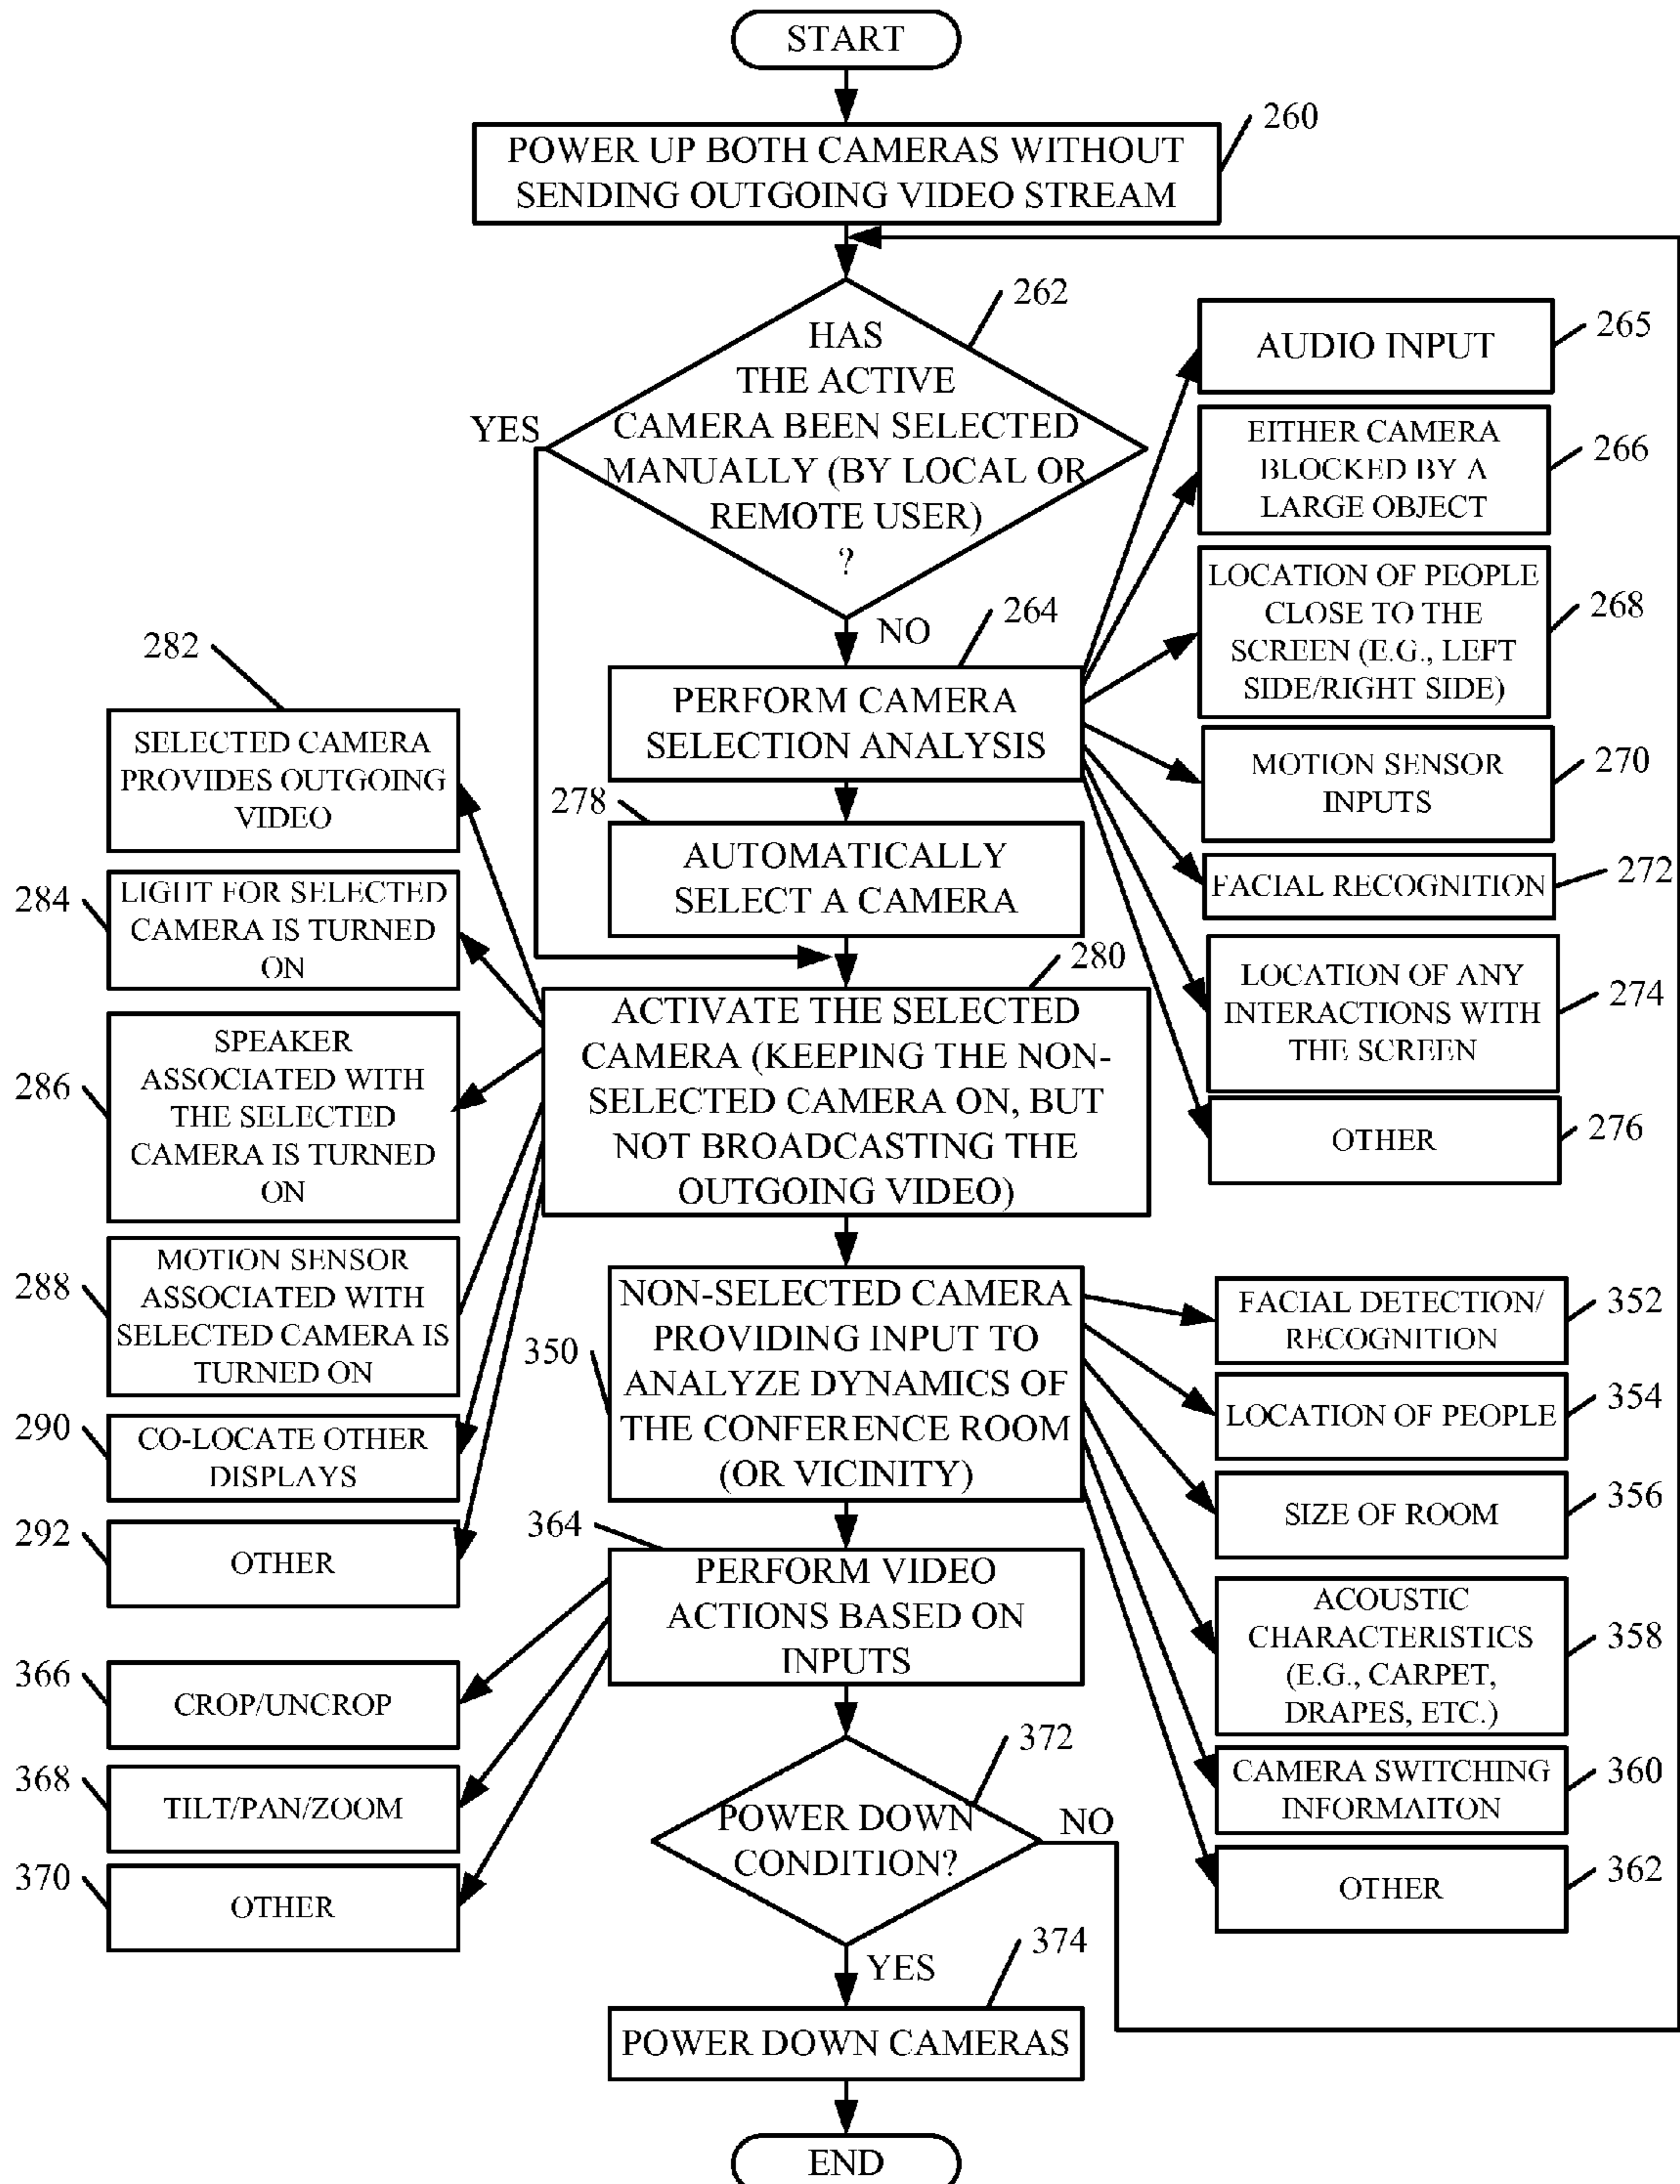 START
260
POWER UP BOTH CAMERAS WITHOUT
SENDING OUTGOING VIDEO STREAM
262
HAS
THE ACTIVE
CAMERA BEEN SELECTED
MANUALLY (BY LOCAL OR
REMOTE USER)
?
YES
NO
264
PERFORM CAMERA
SELECTION ANALYSIS
265
AUDIO INPUT
266
EITHER CAMERA
BLOCKED BY A
LARGE OBJECT
268
LOCATION OF PEOPLE
CLOSE TO THE
SCREEN (E.G., LEFT
SIDE/RIGHT SIDE)
270
MOTION SENSOR
INPUTS
272
FACIAL RECOGNITION
274
LOCATION OF ANY
INTERACTIONS WITH
THE SCREEN
276
OTHER
278
AUTOMATICALLY
SELECT A CAMERA
280
ACTIVATE THE SELECTED
CAMERA (KEEPING THE NON-
SELECTED CAMERA ON, BUT
NOT BROADCASTING THE
OUTGOING VIDEO)
282
SELECTED CAMERA
PROVIDES OUTGOING
VIDEO
284
LIGHT FOR SELECTED
CAMERA IS TURNED
ON
286
SPEAKER
ASSOCIATED WITH
THE SELECTED
CAMERA IS TURNED
ON
288
MOTION SENSOR
ASSOCIATED WITH
SELECTED CAMERA IS
TURNED ON
290
CO-LOCATE OTHER
DISPLAYS
292
OTHER
350
NON-SELECTED CAMERA
PROVIDING INPUT TO
ANALYZE DYNAMICS OF
THE CONFERENCE ROOM
(OR VICINITY)
352
FACIAL DETECTION/
RECOGNITION
354
LOCATION OF PEOPLE
356
SIZE OF ROOM
358
ACOUSTIC
CHARACTERISTICS
(E.G., CARPET,
DRAPES, ETC.)
360
CAMERA SWITCHING
INFORMAITON
362
OTHER
364
PERFORM VIDEO
ACTIONS BASED ON
INPUTS
366
CROP/UNCROP
368
TILT/PAN/ZOOM
370
OTHER
372
POWER DOWN
CONDITION?
NO
YES
374
POWER DOWN CAMERAS
END